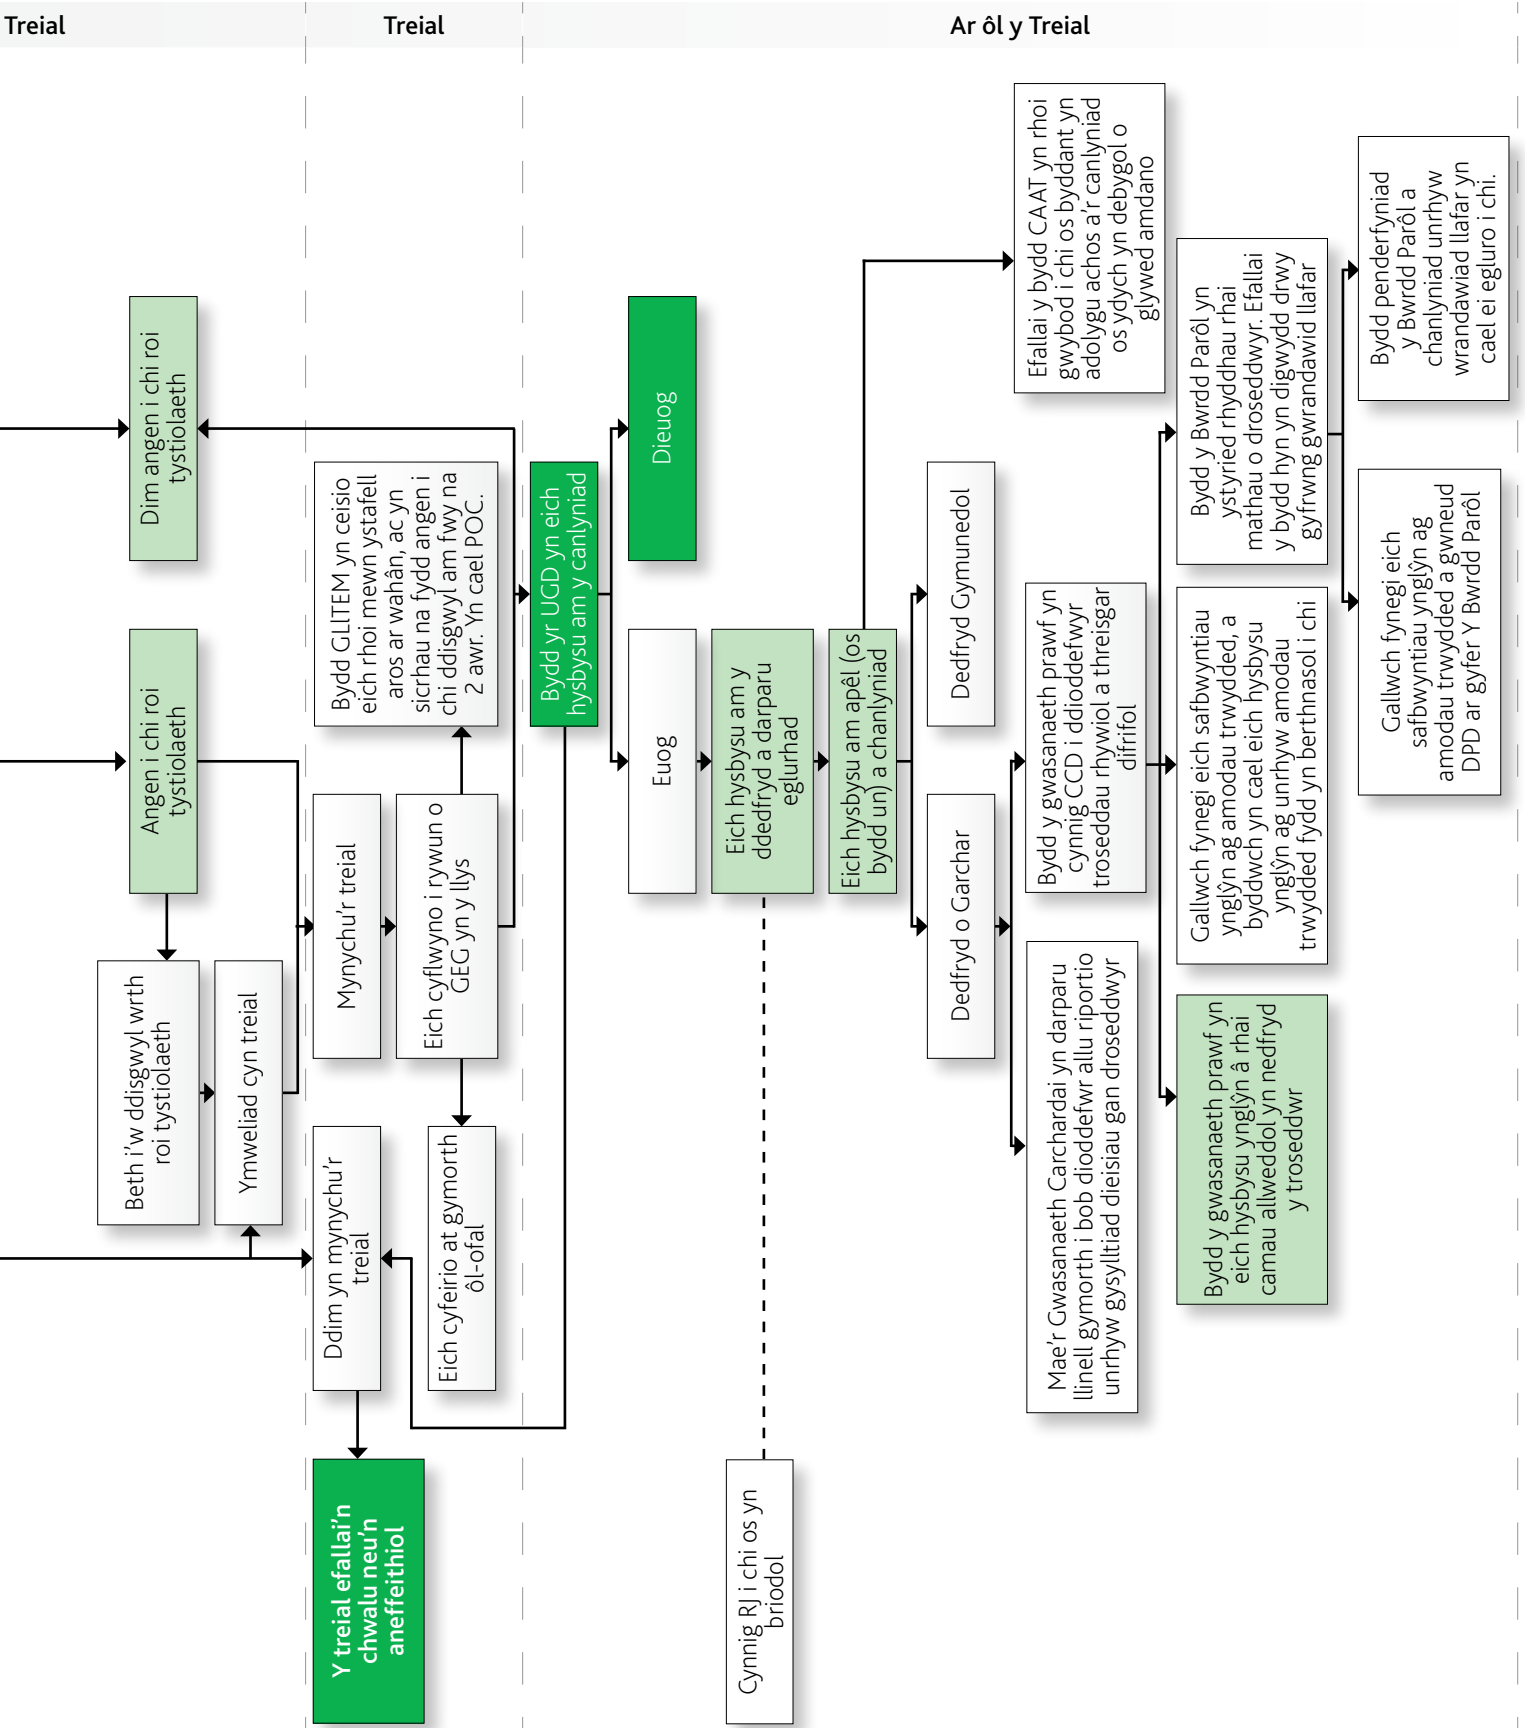 Treial
Treial
Ar ôl y Treial
Dim angen i chi roi
tystiolaeth
Angen i chi roi
tystiolaeth
Beth i'w ddisgwyl wrth
roi tystiolaeth
Ymweliad cyn treial
Bydd GLlTEM yn ceisio
eich rhoi mewn ystafell
aros ar wahân, ac yn
sicrhau na fydd angen i
chi ddisgwyl am fwy na
2 awr. Yn cael POC.
Mynychu'r treial
Eich cyflwyno i rywun o
GEG yn y llys
Ddim yn mynychu'r
treial
Eich cyfeirio at gymorth
ôl-ofal
Y treial efallai'n
chwalu neu'n
aneffeithiol
Bydd yr UGD yn eich
hysbysu am y canlyniad
Dieuog
Euog
Eich hysbysu am y
ddedfryd a darparu
eglurhad
Cynnig RJ i chi os yn
briodol
Eich hysbysu am apêl (os
bydd un) a chanlyniad
Efallai y bydd CAAT yn rhoi
gwybod i chi os byddant yn
adolygu achos a'r canlyniad
os ydych yn debygol o
glywed amdano
Dedfryd Gymunedol
Dedfryd o Garchar
Bydd y gwasanaeth prawf yn
cynnig CCD i ddioddefwyr
troseddau rhywiol a threisgar
difrifol
Mae'r Gwasanaeth Carchardai yn darparu
llinell gymorth i bob dioddefwr allu riportio
unrhyw gysylltiad dieisiau gan droseddwyr
Bydd y Bwrdd Parôl yn
ystyried rhyddhau rhai
mathau o droseddwyr. Efallai
y bydd hyn yn digwydd drwy
gyfrwng gwrandawid llafar
Gallwch fynegi eich safbwyntiau
ynglŷn ag amodau trwydded, a
byddwch yn cael eich hysbysu
ynglŷn ag unrhyw amodau
trwydded fydd yn berthnasol i chi
Bydd y gwasanaeth prawf yn
eich hysbysu ynglŷn â rhai
camau allweddol yn nedfryd
y troseddwr
Bydd penderfyniad
y Bwrdd Parôl a
chanlyniad unrhyw
wrandawiad llafar yn
cael ei egluro i chi.
Gallwch fynegi eich
safbwyntiau ynglŷn ag
amodau trwydded a gwneud
DPD ar gyfer Y Bwrdd Parôl